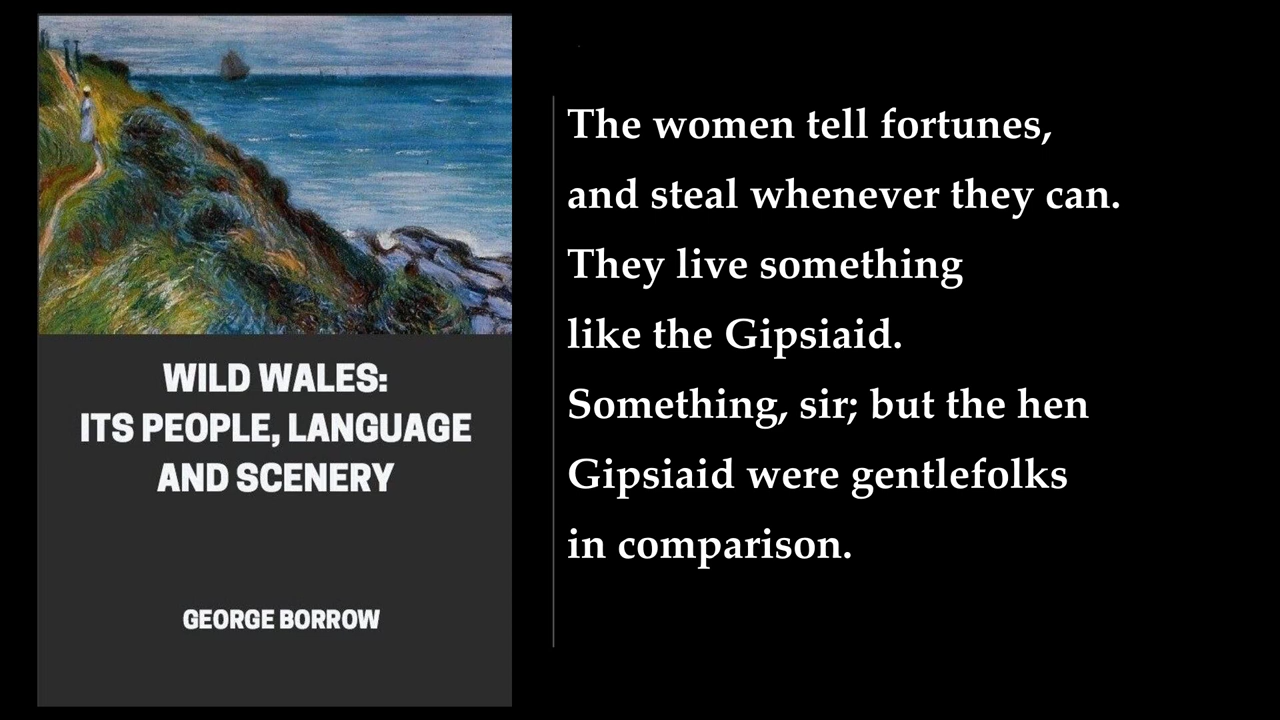 WILD WALES:
ITS PEOPLE, LANGUAGE
AND SCENERY
GEORGE BORROW
The women tell fortunes,
and steal whenever they can.
They live something
like the Gipsiaid.
Something, sir; but the hen
Gipsiaid were gentlefolks
in comparison.